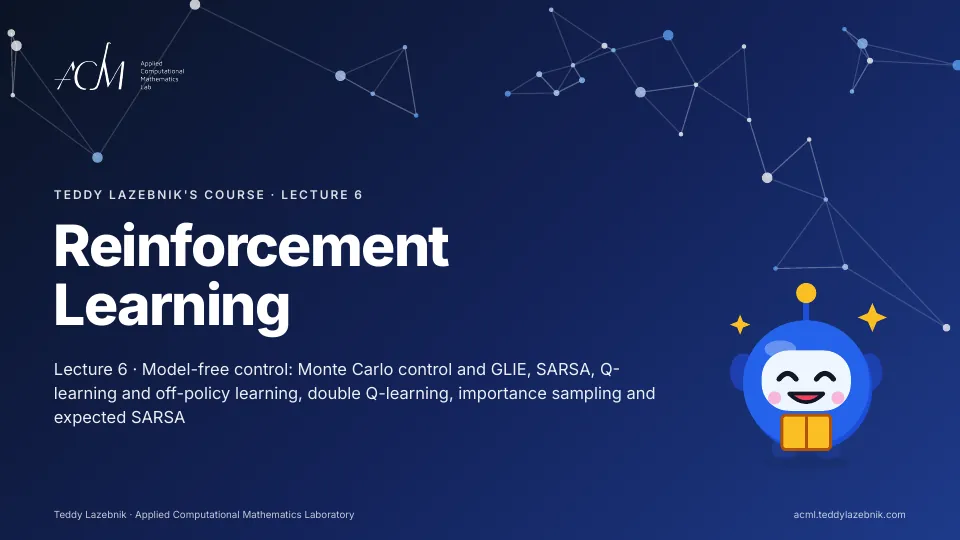 ACM
Applied
Computational
Mathematics
Lab
TEDDY LAZEBNIK'S COURSE · LECTURE 6
Reinforcement
Learning
Lecture 6 · Model-free control: Monte Carlo control and GLIE, SARSA, Q-
learning and off-policy learning, double Q-learning, importance sampling and
expected SARSA
Teddy Lazebnik · Applied Computational Mathematics Laboratory
acml.teddylazebnik.com